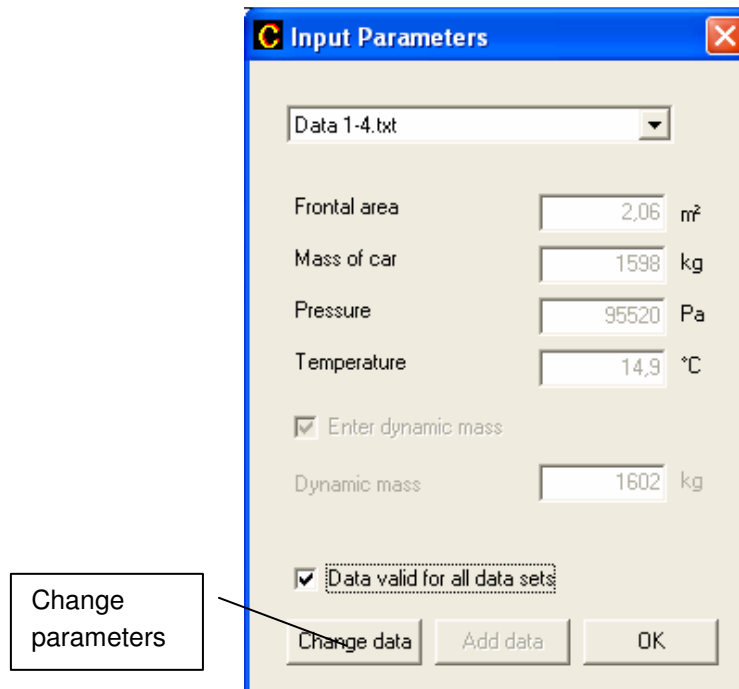 C Input Parameters
Data 1-4.txt
Frontal area 2,06 m²
Mass of car 1598 kg
Pressure 95520 Pa
Temperature 14,9 °C
Enter dynamic mass
Dynamic mass 1602 kg
Data valid for all data sets
Change
parameters
Change data Add data OK